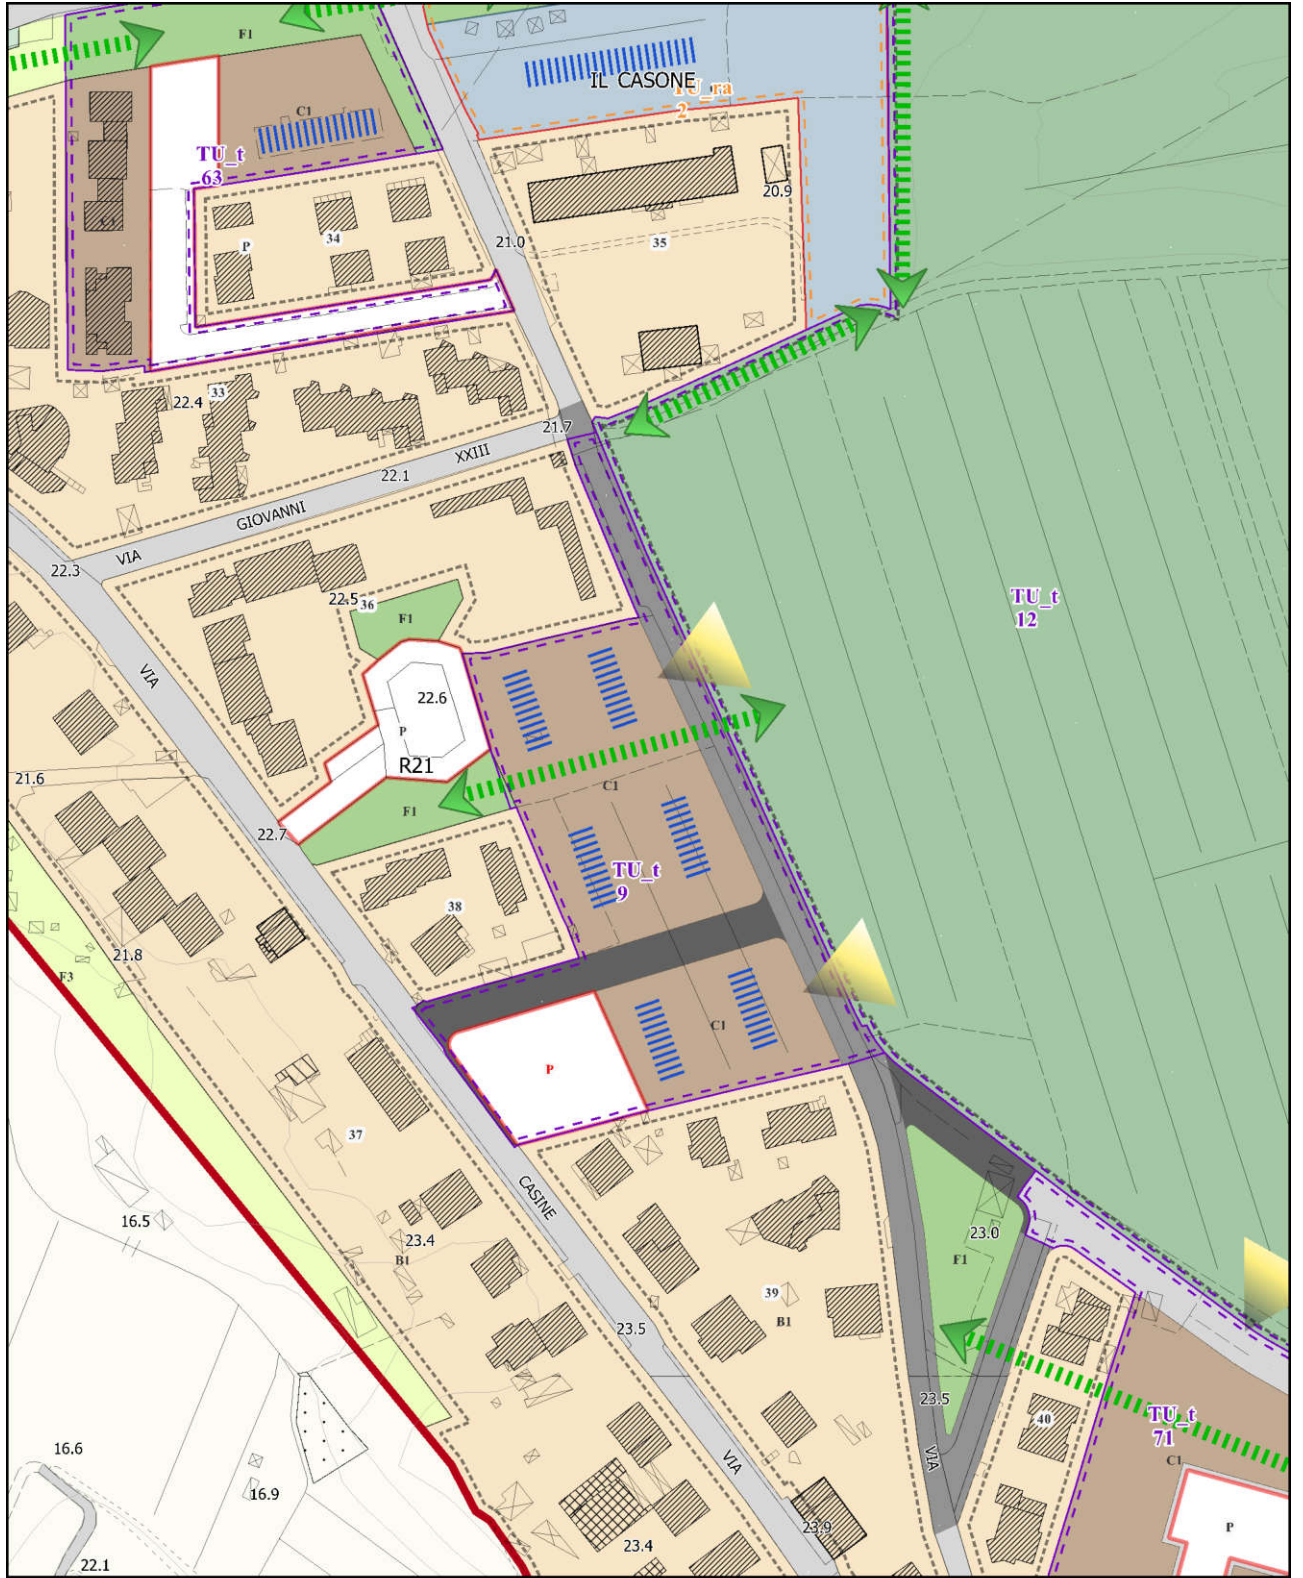 F1
IL CASONE
TU_ra
2
C1
TU_t
63
20.9
P
34
35
21.0
22.4
33
21.7
XXIII
22.1
GIOVANNI
VIA
22.3
22.5
36
F1
TU_t
12
VIA
22.6
P
R21
21.6
C1
F1
22.7
TU_t
9
38
21.8
F3
C1
P
37
CASINE
16.5
23.4
B1
23.0
F1
39
B1
23.5
23.5
40
TU_t
71
C1
16.6
VIA
VIA
16.9
P
23.9
23.4
22.1